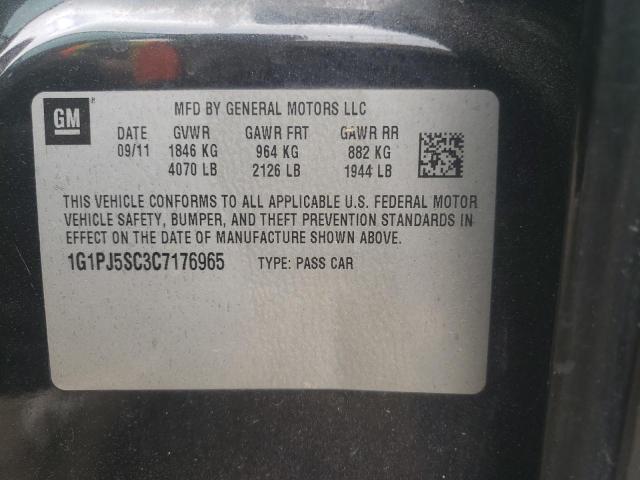 GM
®
MFD BY GENERAL MOTORS LLC
DATE GVWR GAWR FRT GAWR RR
09/11 1846 KG 964 KG 882 KG
4070 LB 2126 LB 1944 LB
THIS VEHICLE CONFORMS TO ALL APPLICABLE U.S. FEDERAL MOTOR
VEHICLE SAFETY, BUMPER, AND THEFT PREVENTION STANDARDS IN
EFFECT ON THE DATE OF MANUFACTURE SHOWN ABOVE.
1G1PJ5SC3C7176965 TYPE: PASS CAR